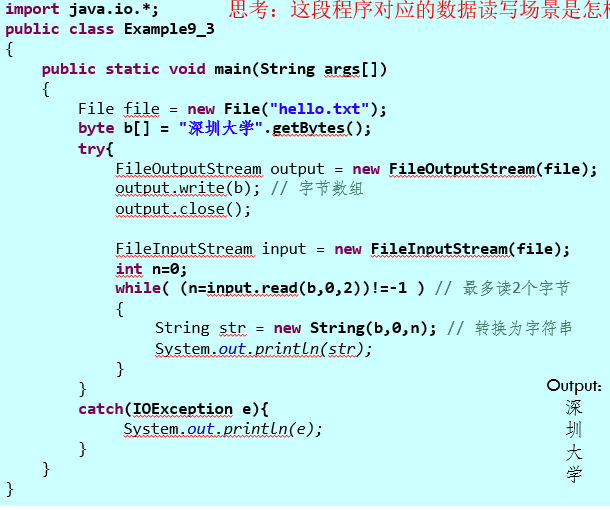 import java.io.*;
思考：这段程序对应的数据读写场景是怎
public class Example9_3
{
public static void main(String args[])
{
File file = new File("hello.txt");
byte b[] = "深圳大学".getBytes();
try{
FileOutputStream output = new FileOutputStream(file);
output.write(b); // 字节数组
output.close();
FileInputStream input = new FileInputStream(file);
int n=0;
while( (n=input.read(b,0,2))!=-1 ) // 最多读2个字节
{
String str = new String(b,0,n); // 转换为字符串
System.out.println(str);
}
}
catch(IOException e){
System.out.println(e);
}
}
}
Output:
深
圳
大
学